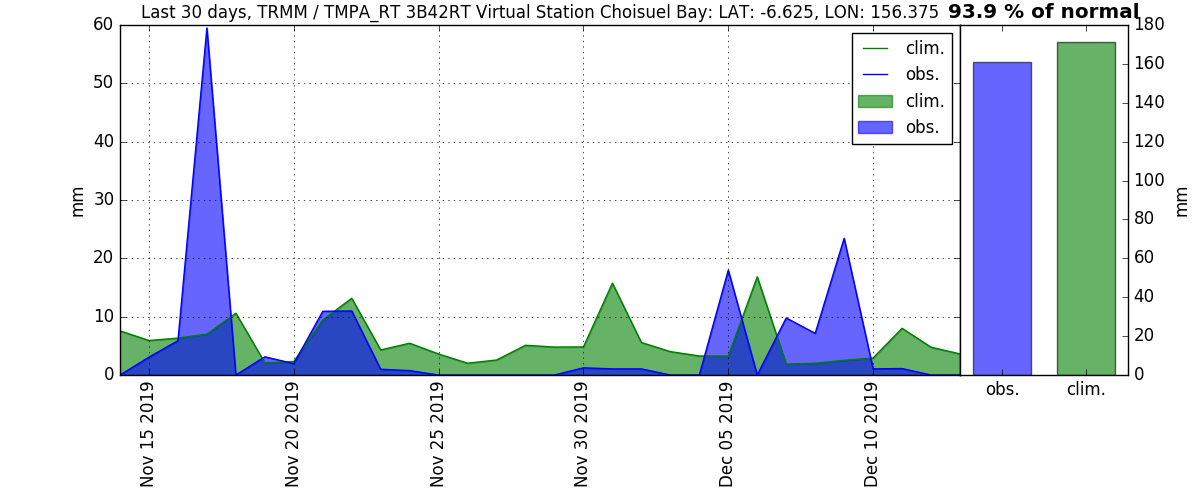 Last 30 days, TRMM / TMPA_RT 3B42RT Virtual Station Choisuel Bay: LAT: -6.625, LON: 156.375 93.9 % of normal
60
50
40
30
20
10
0
mm
clim.
obs.
clim.
obs.
180
160
140
120
100
80
60
40
20
0
mm
obs. clim.
Nov 15 2019
Nov 20 2019
Nov 25 2019
Nov 30 2019
Dec 05 2019
Dec 10 2019